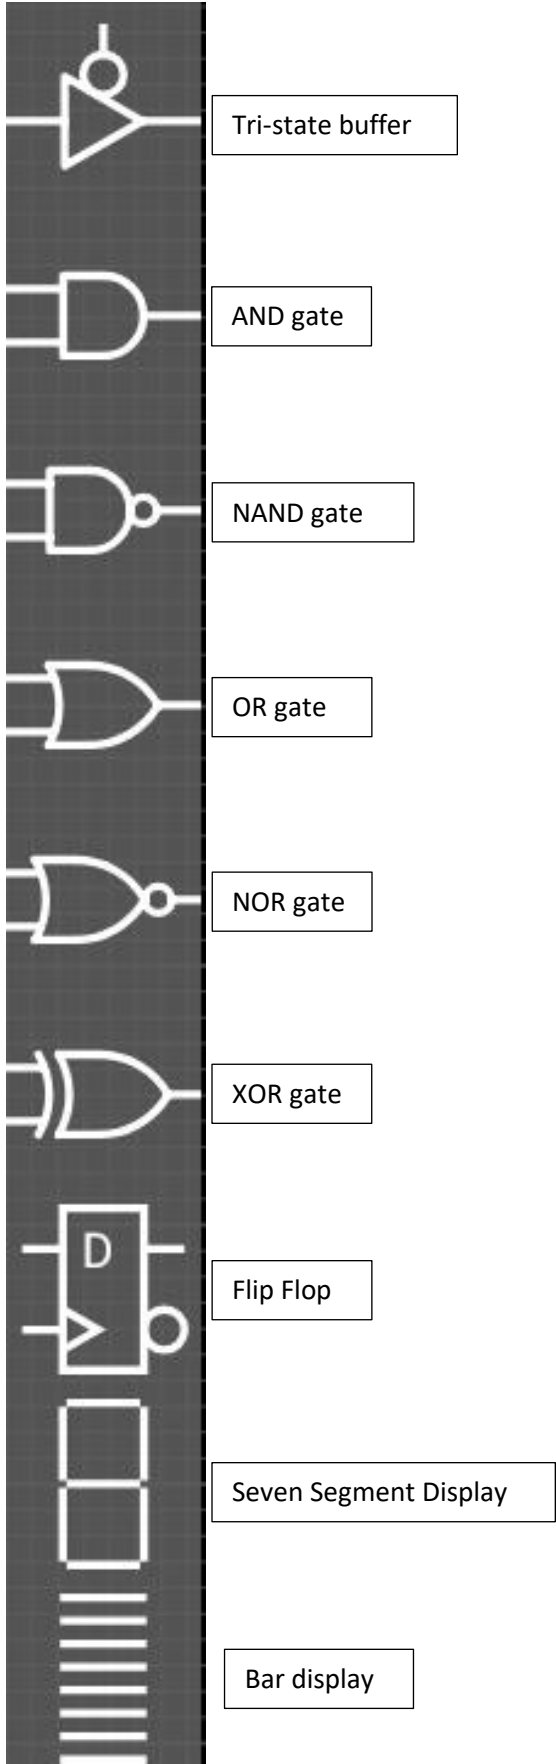 Tri-state buffer
AND gate
NAND gate
OR gate
NOR gate
XOR gate
D
Flip Flop
Seven Segment Display
Bar display